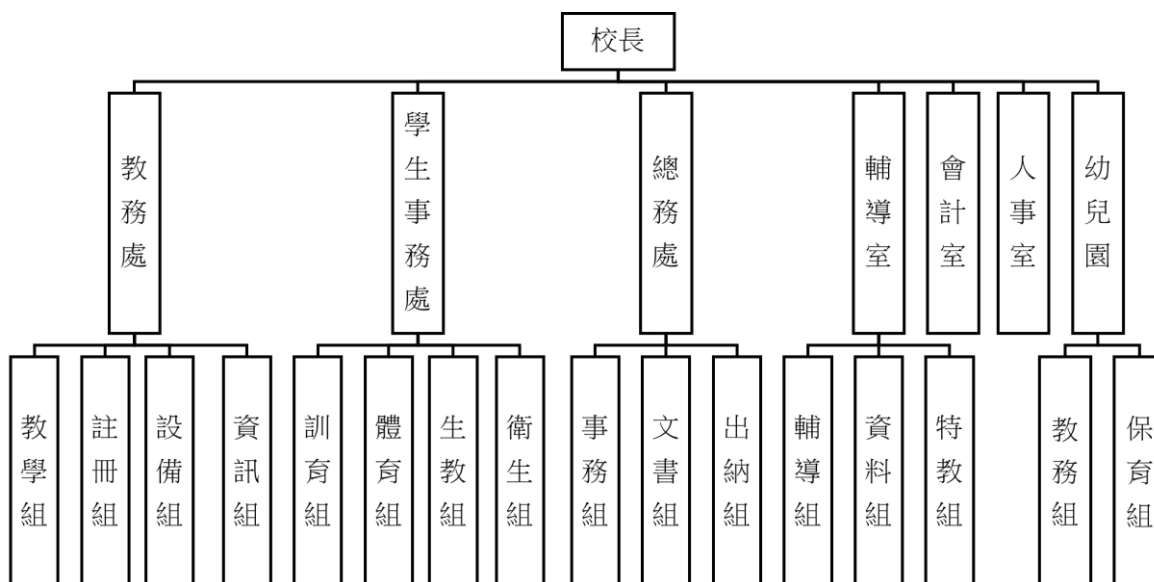 校長
教務處
學生事務處
總務處
輔導室
會計室
人事室
幼兒園
教學組
註冊組
設備組
資訊組
訓育組
體育組
生教組
衛生組
事務組
文書組
出納組
輔導組
資料組
特教組
教務組
保育組